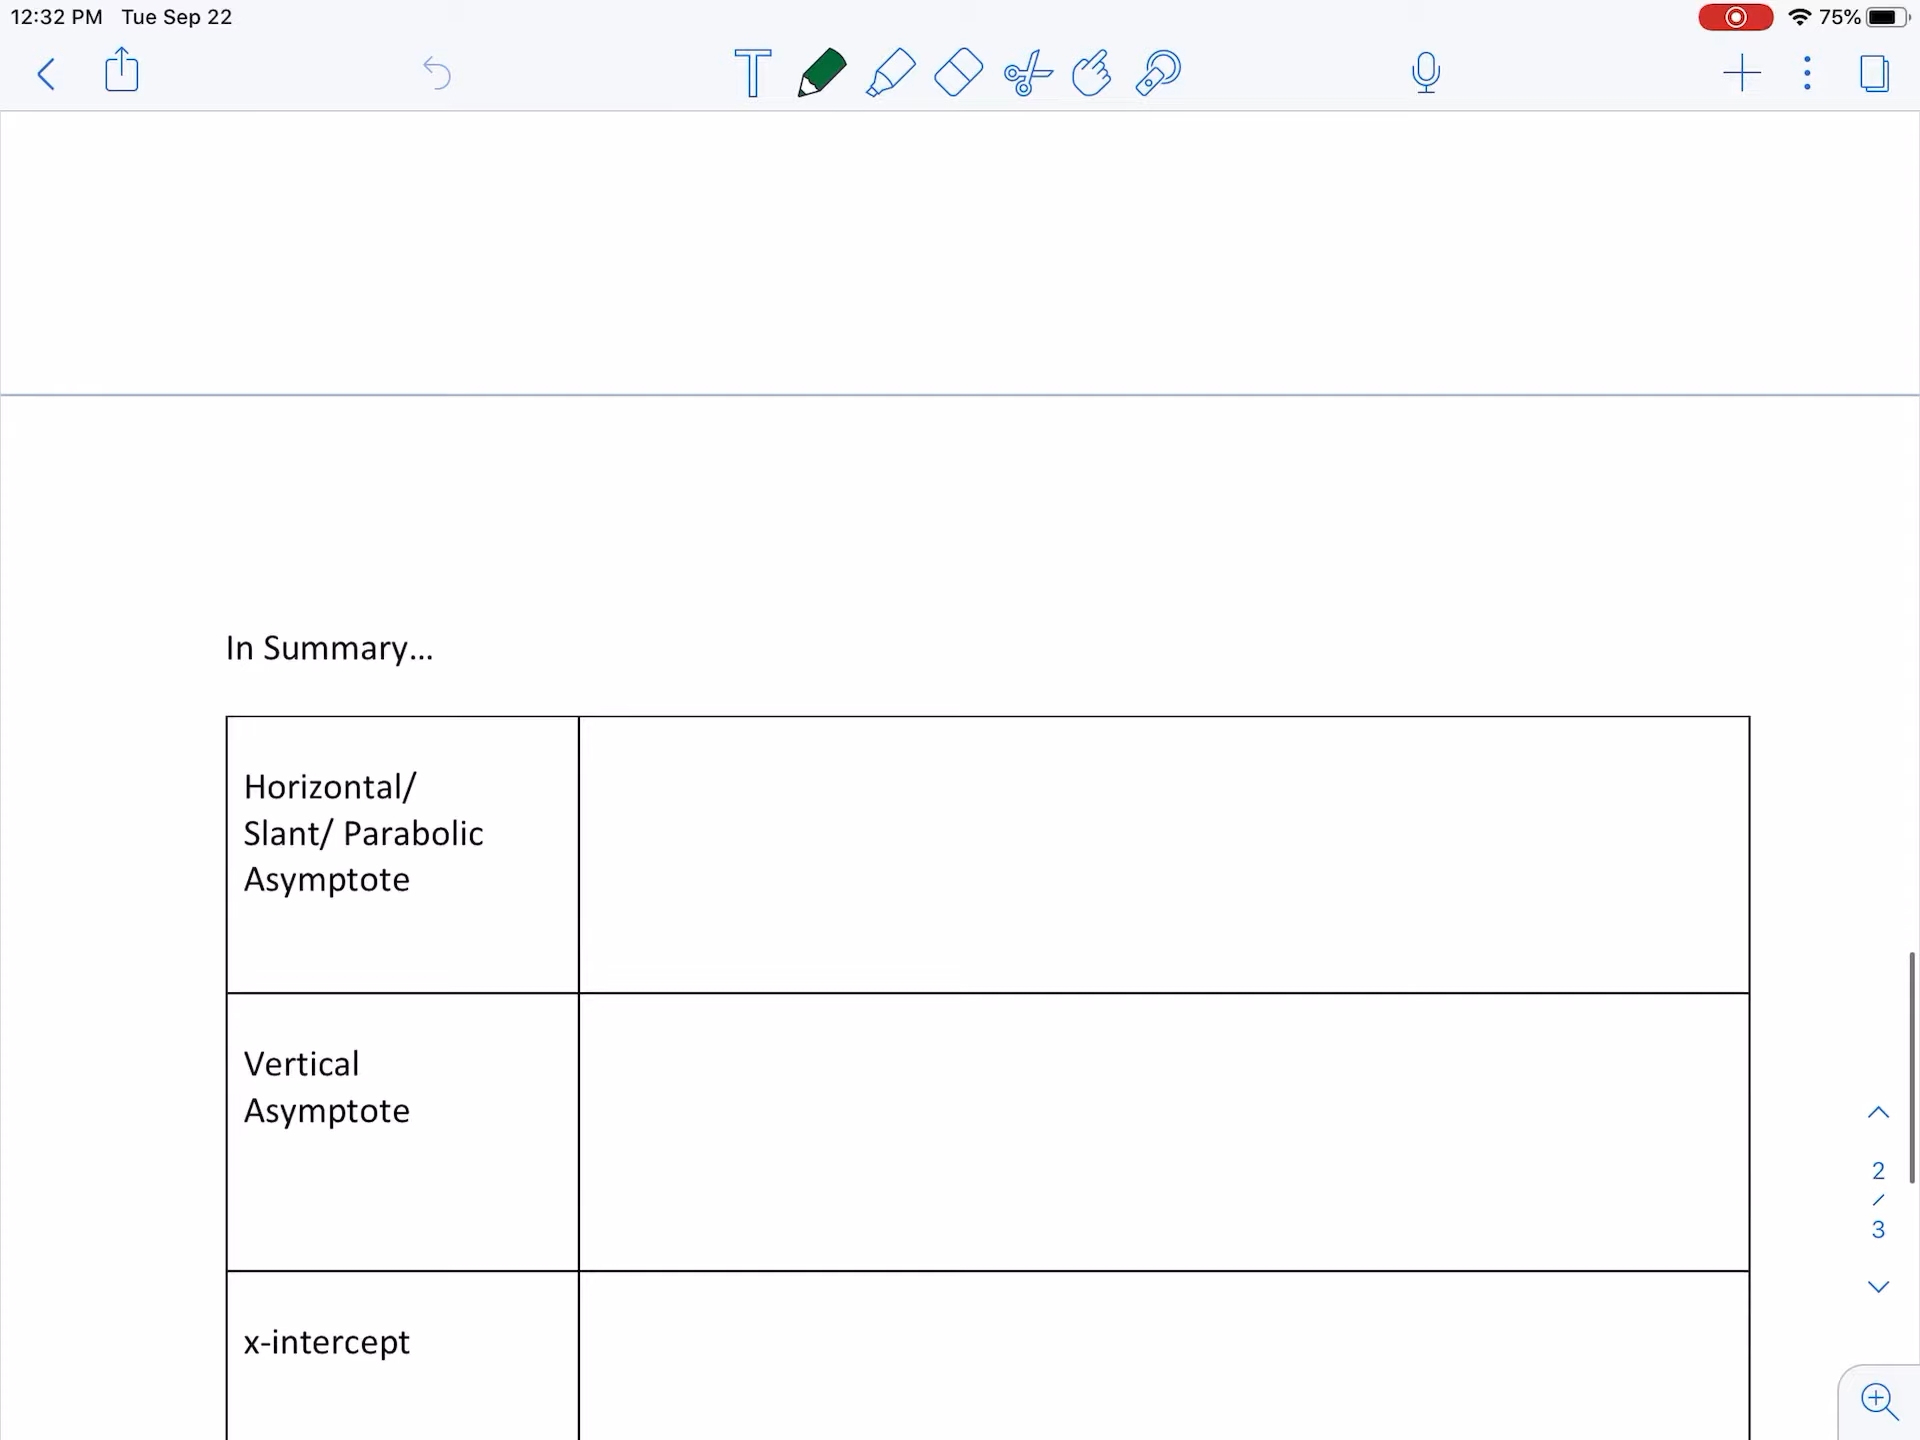 12:32 PM Tue Sep 22
75%
In Summary...
Horizontal/
Slant/ Parabolic
Asymptote
Vertical
Asymptote
2
/
3
x-intercept